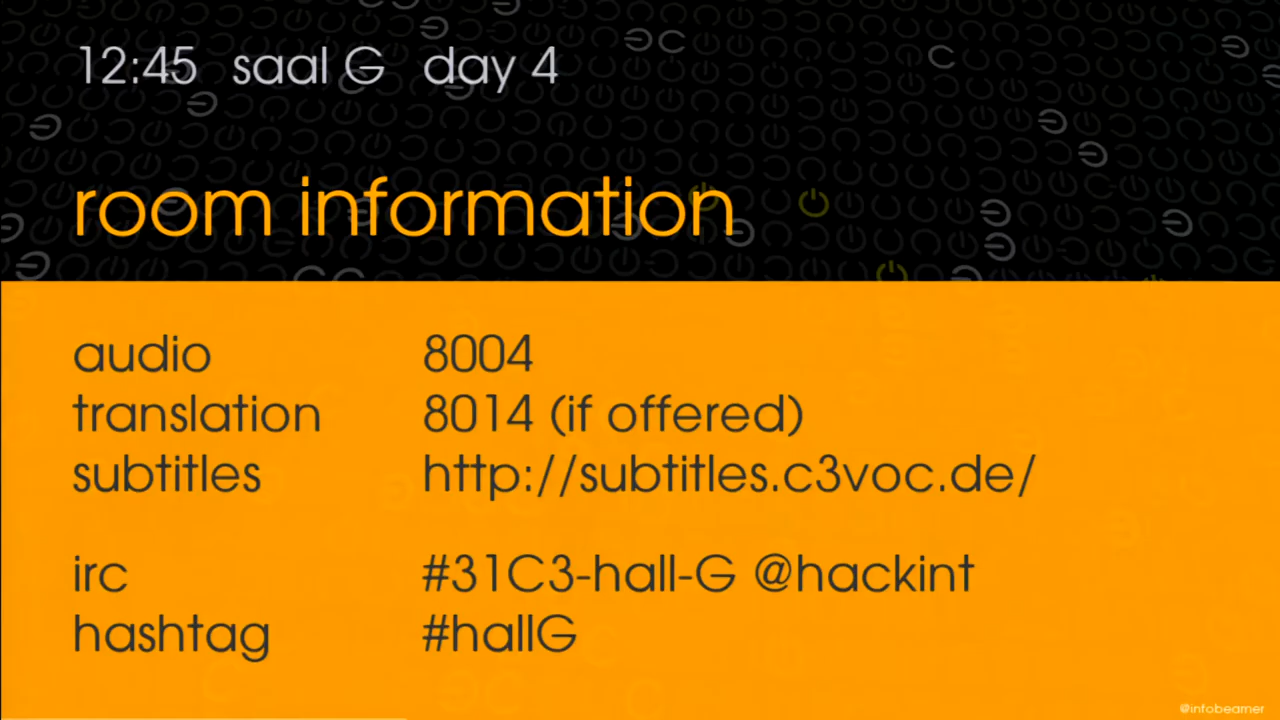 12:45 saal G day 4
room information
audio 8004
translation 8014 (if offered)
subtitles http://subtitles.c3voc.de/
irc #31C3-hall-G @hackint
hashtag #hallG
@infobeamer